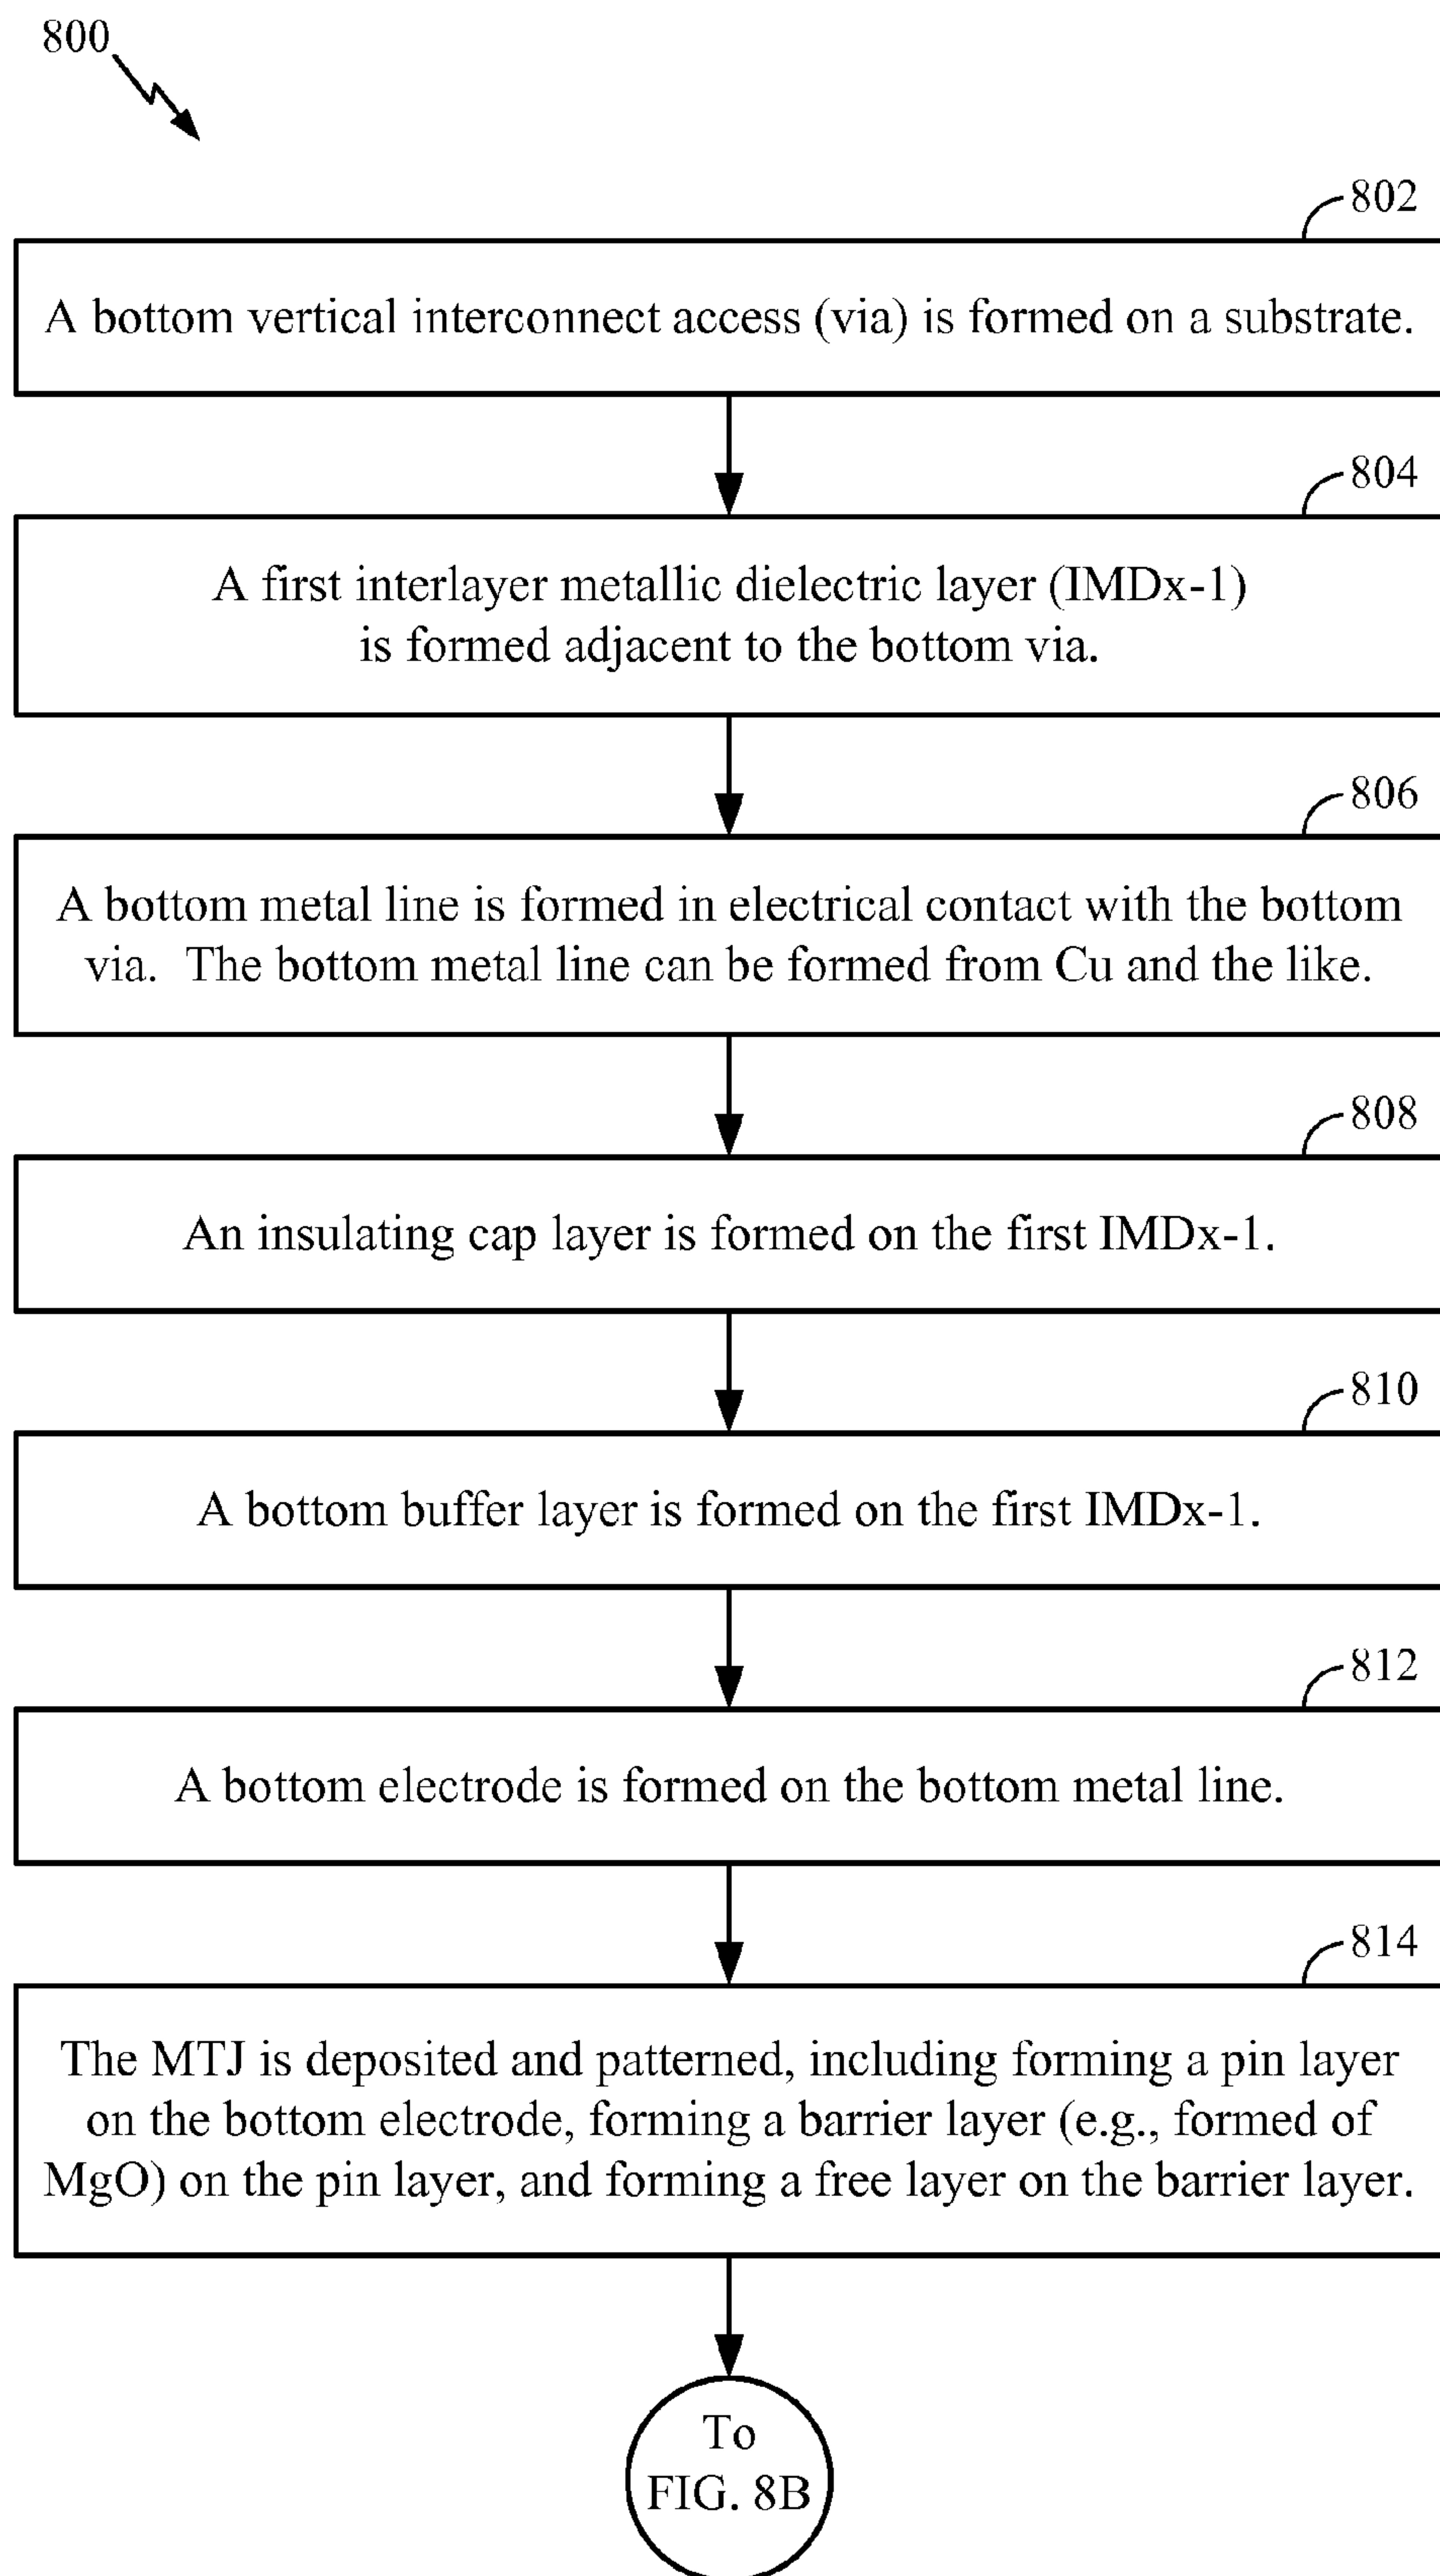 800
802
A bottom vertical interconnect access (via) is formed on a substrate.
804
A first interlayer metallic dielectric layer (IMDx-1)
is formed adjacent to the bottom via.
806
A bottom metal line is formed in electrical contact with the bottom
via. The bottom metal line can be formed from Cu and the like.
808
An insulating cap layer is formed on the first IMDx-1.
810
A bottom buffer layer is formed on the first IMDx-1.
812
A bottom electrode is formed on the bottom metal line.
814
The MTJ is deposited and patterned, including forming a pin layer
on the bottom electrode, forming a barrier layer (e.g., formed of
MgO) on the pin layer, and forming a free layer on the barrier layer.
To
FIG. 8B